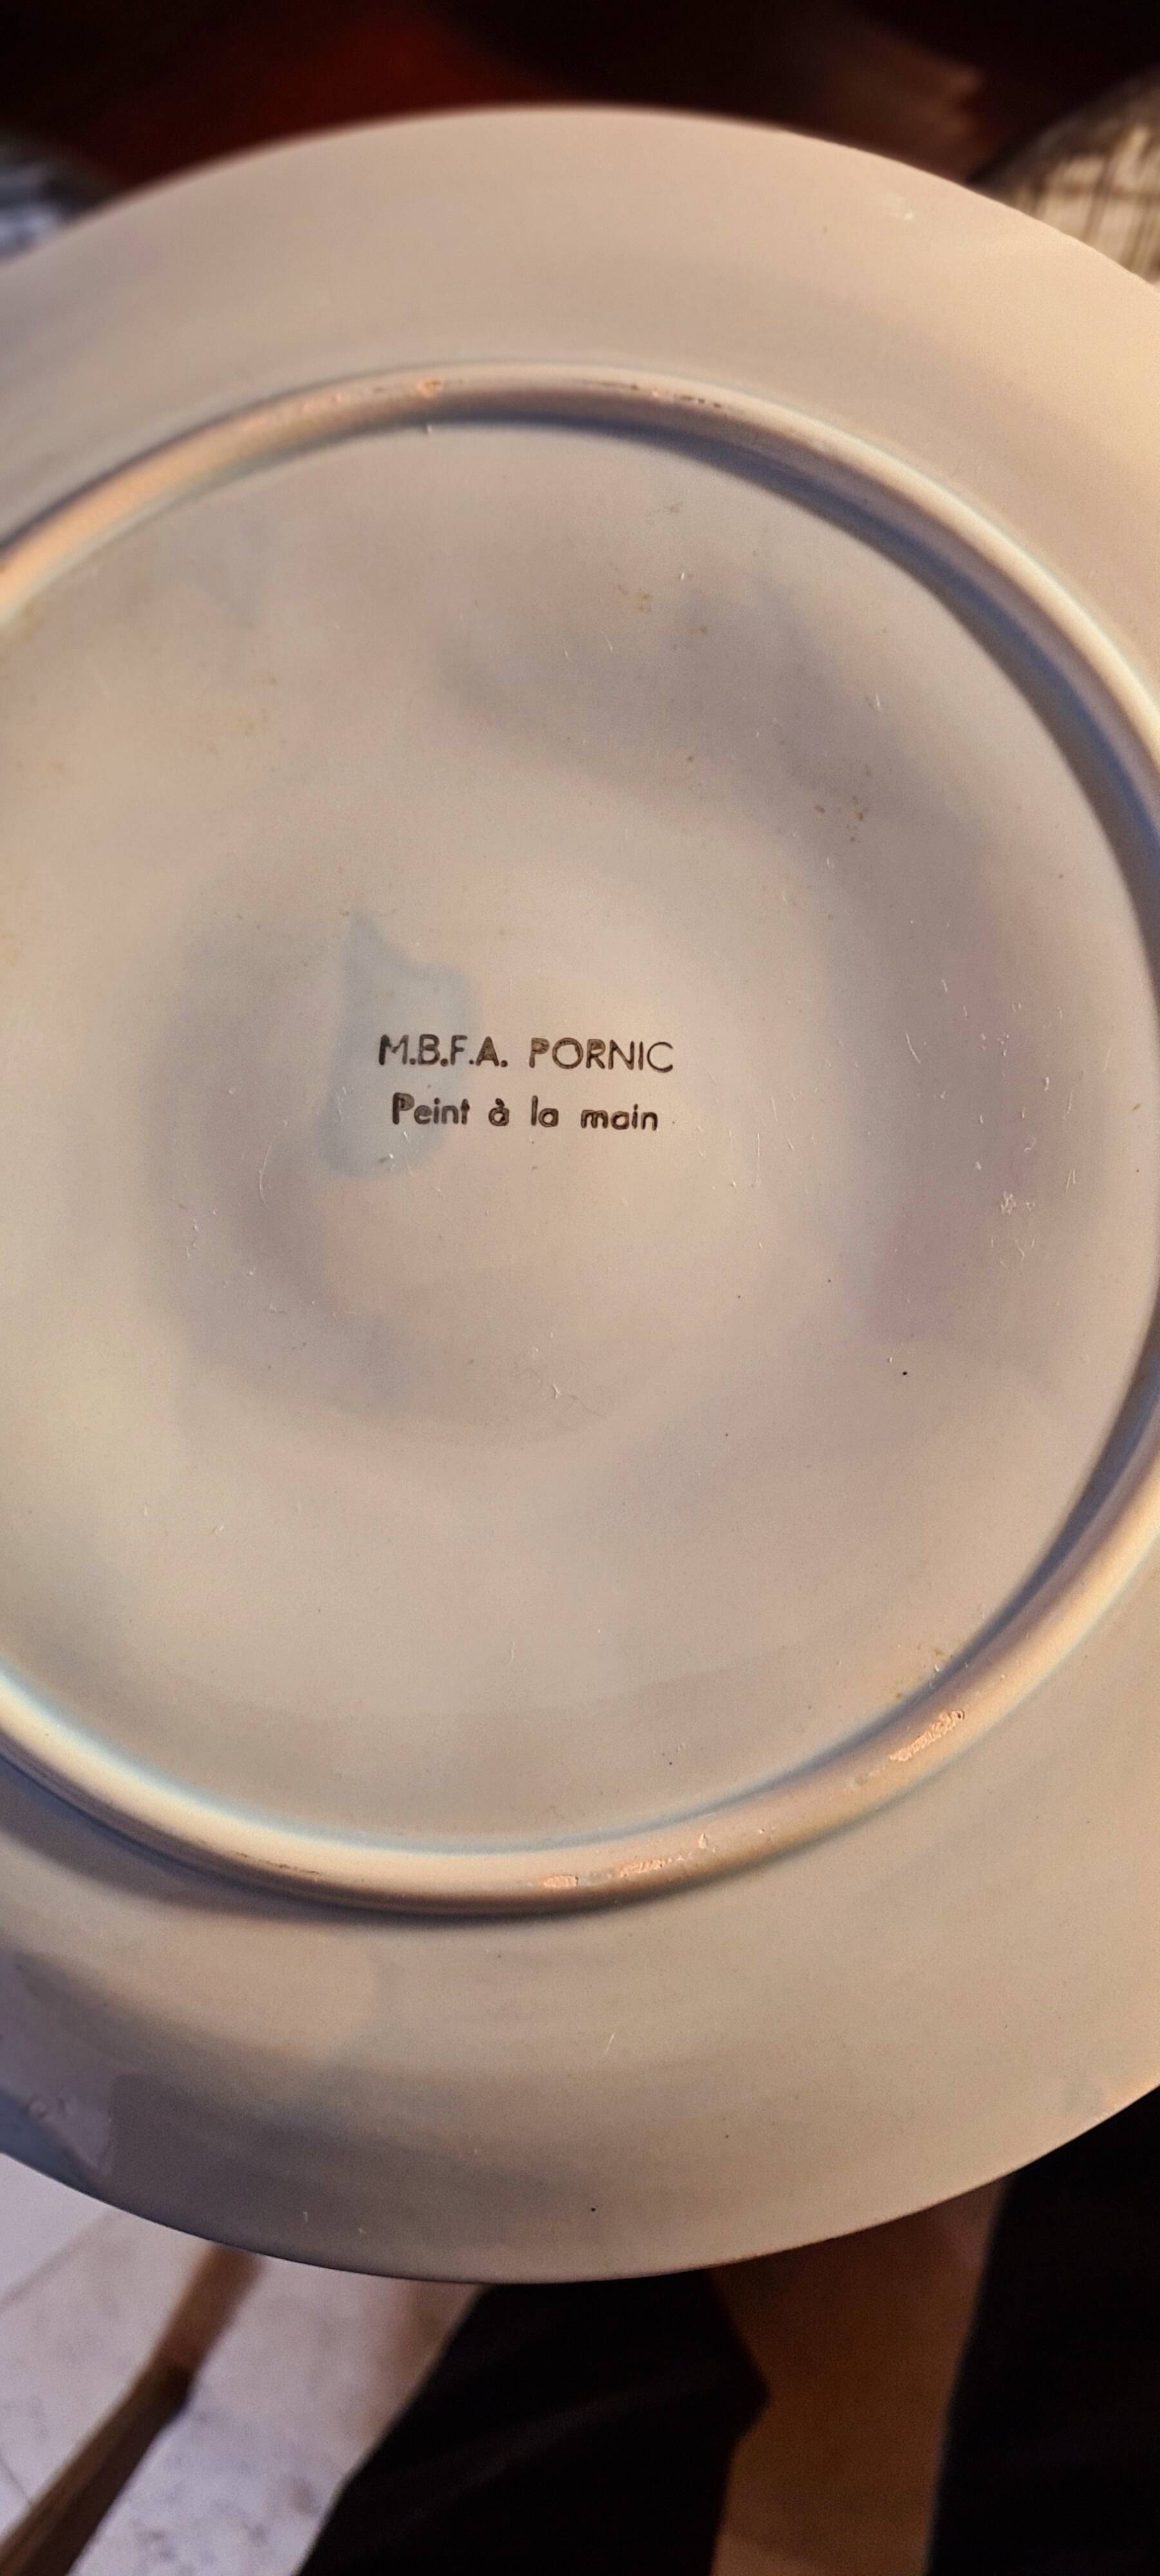 M.B.F.A. PORNIC
Peint à la main